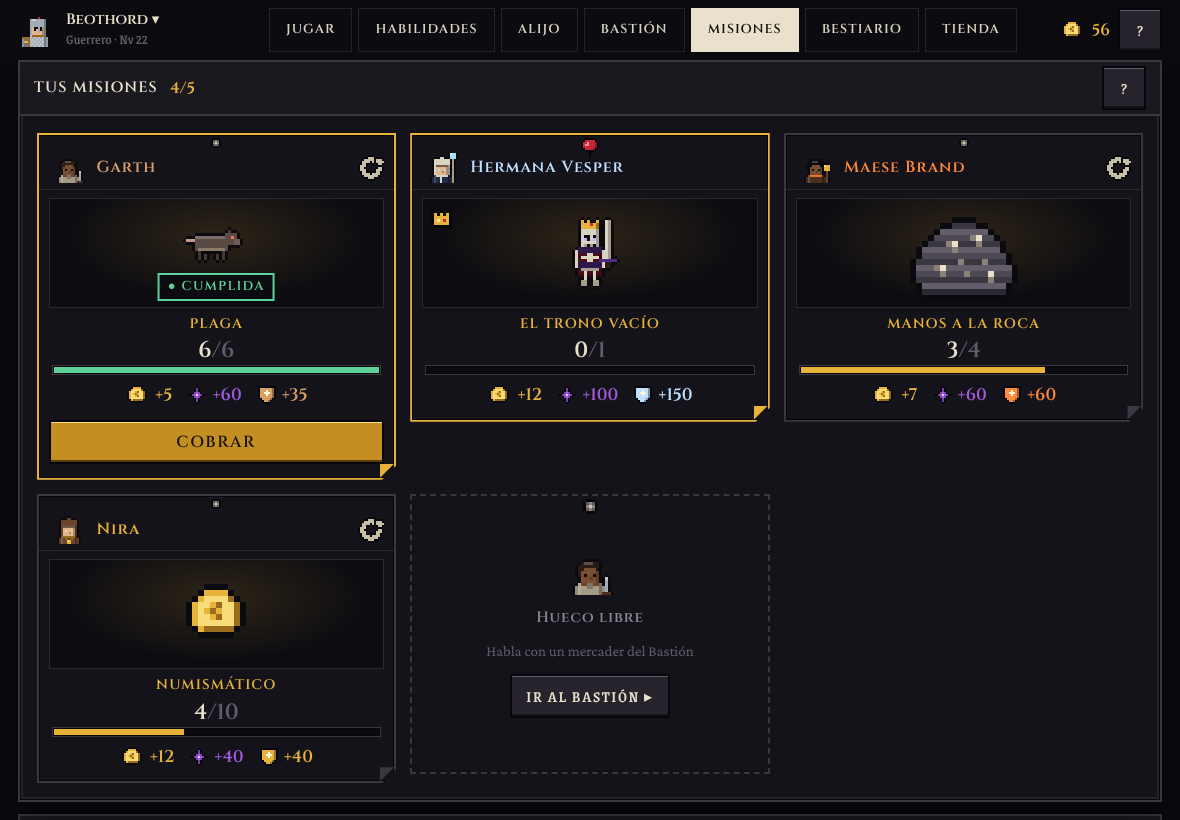 Beothord ▾
Guerrero · Nv 22
JUGAR
HABILIDADES
ALIJO
BASTIÓN
MISIONES
BESTIARIO
TIENDA
56
?
TUS MISIONES 4/5
?
Garth
CUMPLIDA
PLAGA
6/6
+5 +60 +35
COBRAR
Hermana Vesper
EL TRONO VACÍO
0/1
+12 +100 +150
Maese Brand
MANOS A LA ROCA
3/4
+7 +60 +60
Nira
NUMISMÁTICO
4/10
+12 +40 +40
Hueco libre
Habla con un mercader del Bastión
IR AL BASTIÓN ▸